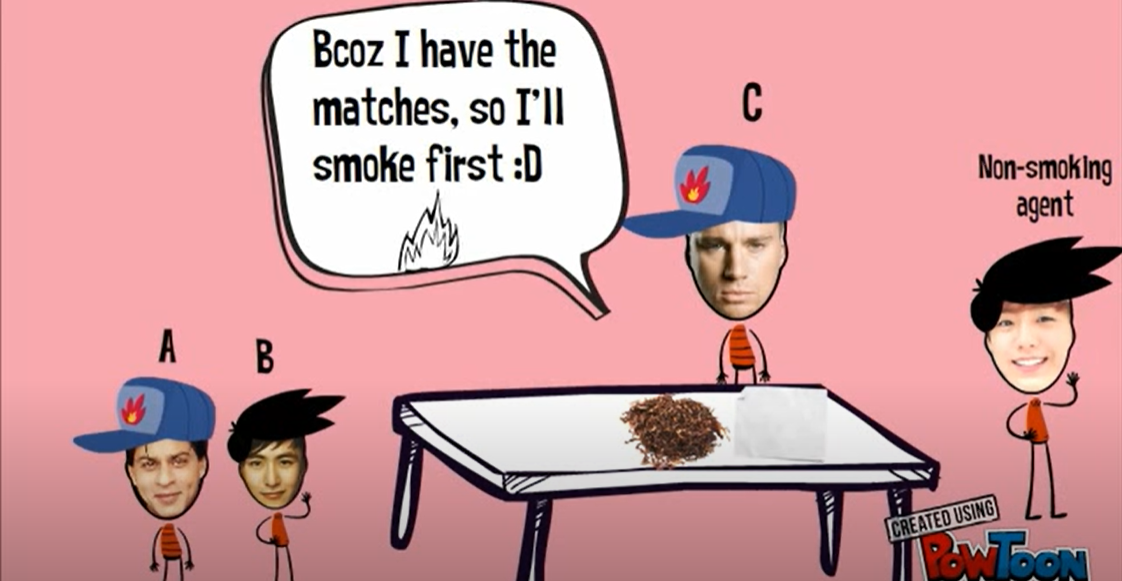 Bcoz I have the
matches, so I'll
smoke first :D
C
Non-smoking
agent
A
B
CREATED USING
POWTOON